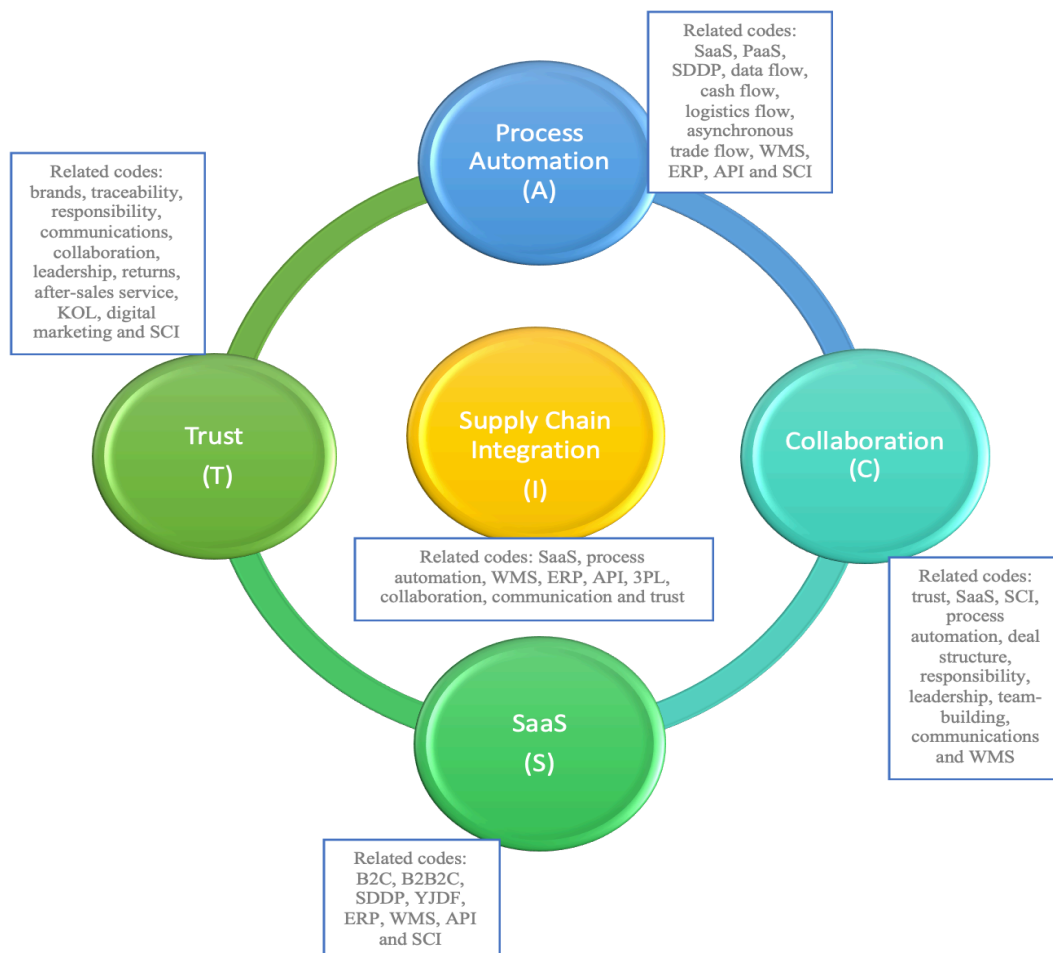 Related codes:
SaaS, PaaS,
SDDP, data flow,
cash flow,
logistics flow,
asynchronous
trade flow, WMS,
ERP, API and SCI
Process
Automation
(A)
Related codes:
brands, traceability,
responsibility,
communications,
collaboration,
leadership, returns,
after-sales service,
KOL, digital
marketing and SCI
Trust
(T)
Supply Chain
Integration
(I)
Collaboration
(C)
Related codes: SaaS, process
automation, WMS, ERP, API, 3PL,
collaboration, communication and trust
Related codes:
trust, SaaS, SCI,
process
automation, deal
structure,
responsibility,
leadership, team-
building,
communications
and WMS
SaaS
(S)
Related codes:
B2C, B2B2C,
SDDP, YJDF,
ERP, WMS, API
and SCI